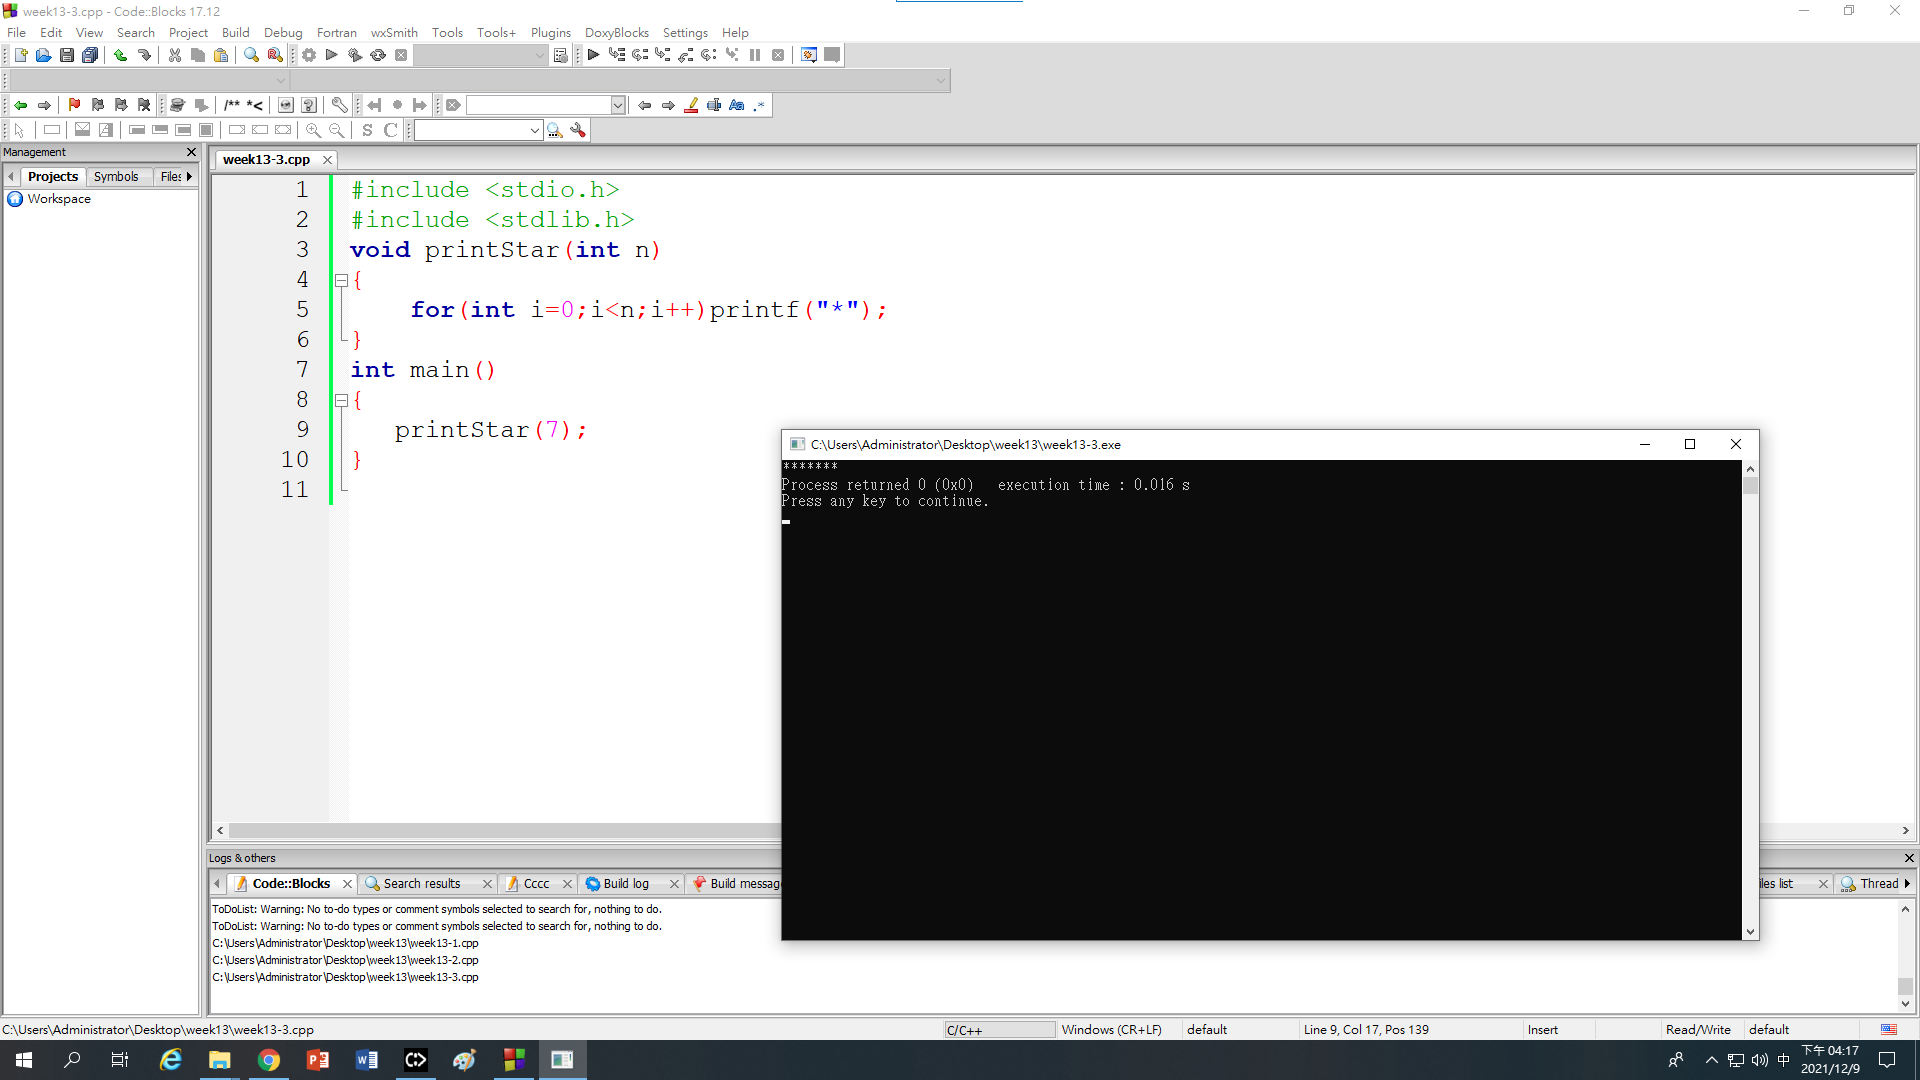 week13-3.cpp - Code::Blocks 17.12
File Edit View Search Project Build Debug Fortran wxSmith Tools Tools+ Plugins DoxyBlocks Settings Help
/** *<
Aa .*
S C
Management
Projects Symbols Files
Workspace
week13-3.cpp
1 #include <stdio.h>
2 #include <stdlib.h>
3 void printStar(int n)
4 {
5 for(int i=0;i<n;i++)printf("*");
6 }
7 int main()
8 {
9 printStar(7);
10 }
11
C:\Users\Administrator\Desktop\week13\week13-3.exe
*******
Process returned 0 (0x0) execution time : 0.016 s
Press any key to continue.
Logs & others
Code::Blocks Search results Cccc Build log Build messag iles list Thread
ToDoList: Warning: No to-do types or comment symbols selected to search for, nothing to do.
ToDoList: Warning: No to-do types or comment symbols selected to search for, nothing to do.
C:\Users\Administrator\Desktop\week13\week13-1.cpp
C:\Users\Administrator\Desktop\week13\week13-2.cpp
C:\Users\Administrator\Desktop\week13\week13-3.cpp
C:\Users\Administrator\Desktop\week13\week13-3.cpp C/C++ Windows (CR+LF) default Line 9, Col 17, Pos 139 Insert Read/Write default
中 下午 04:17
2021/12/9